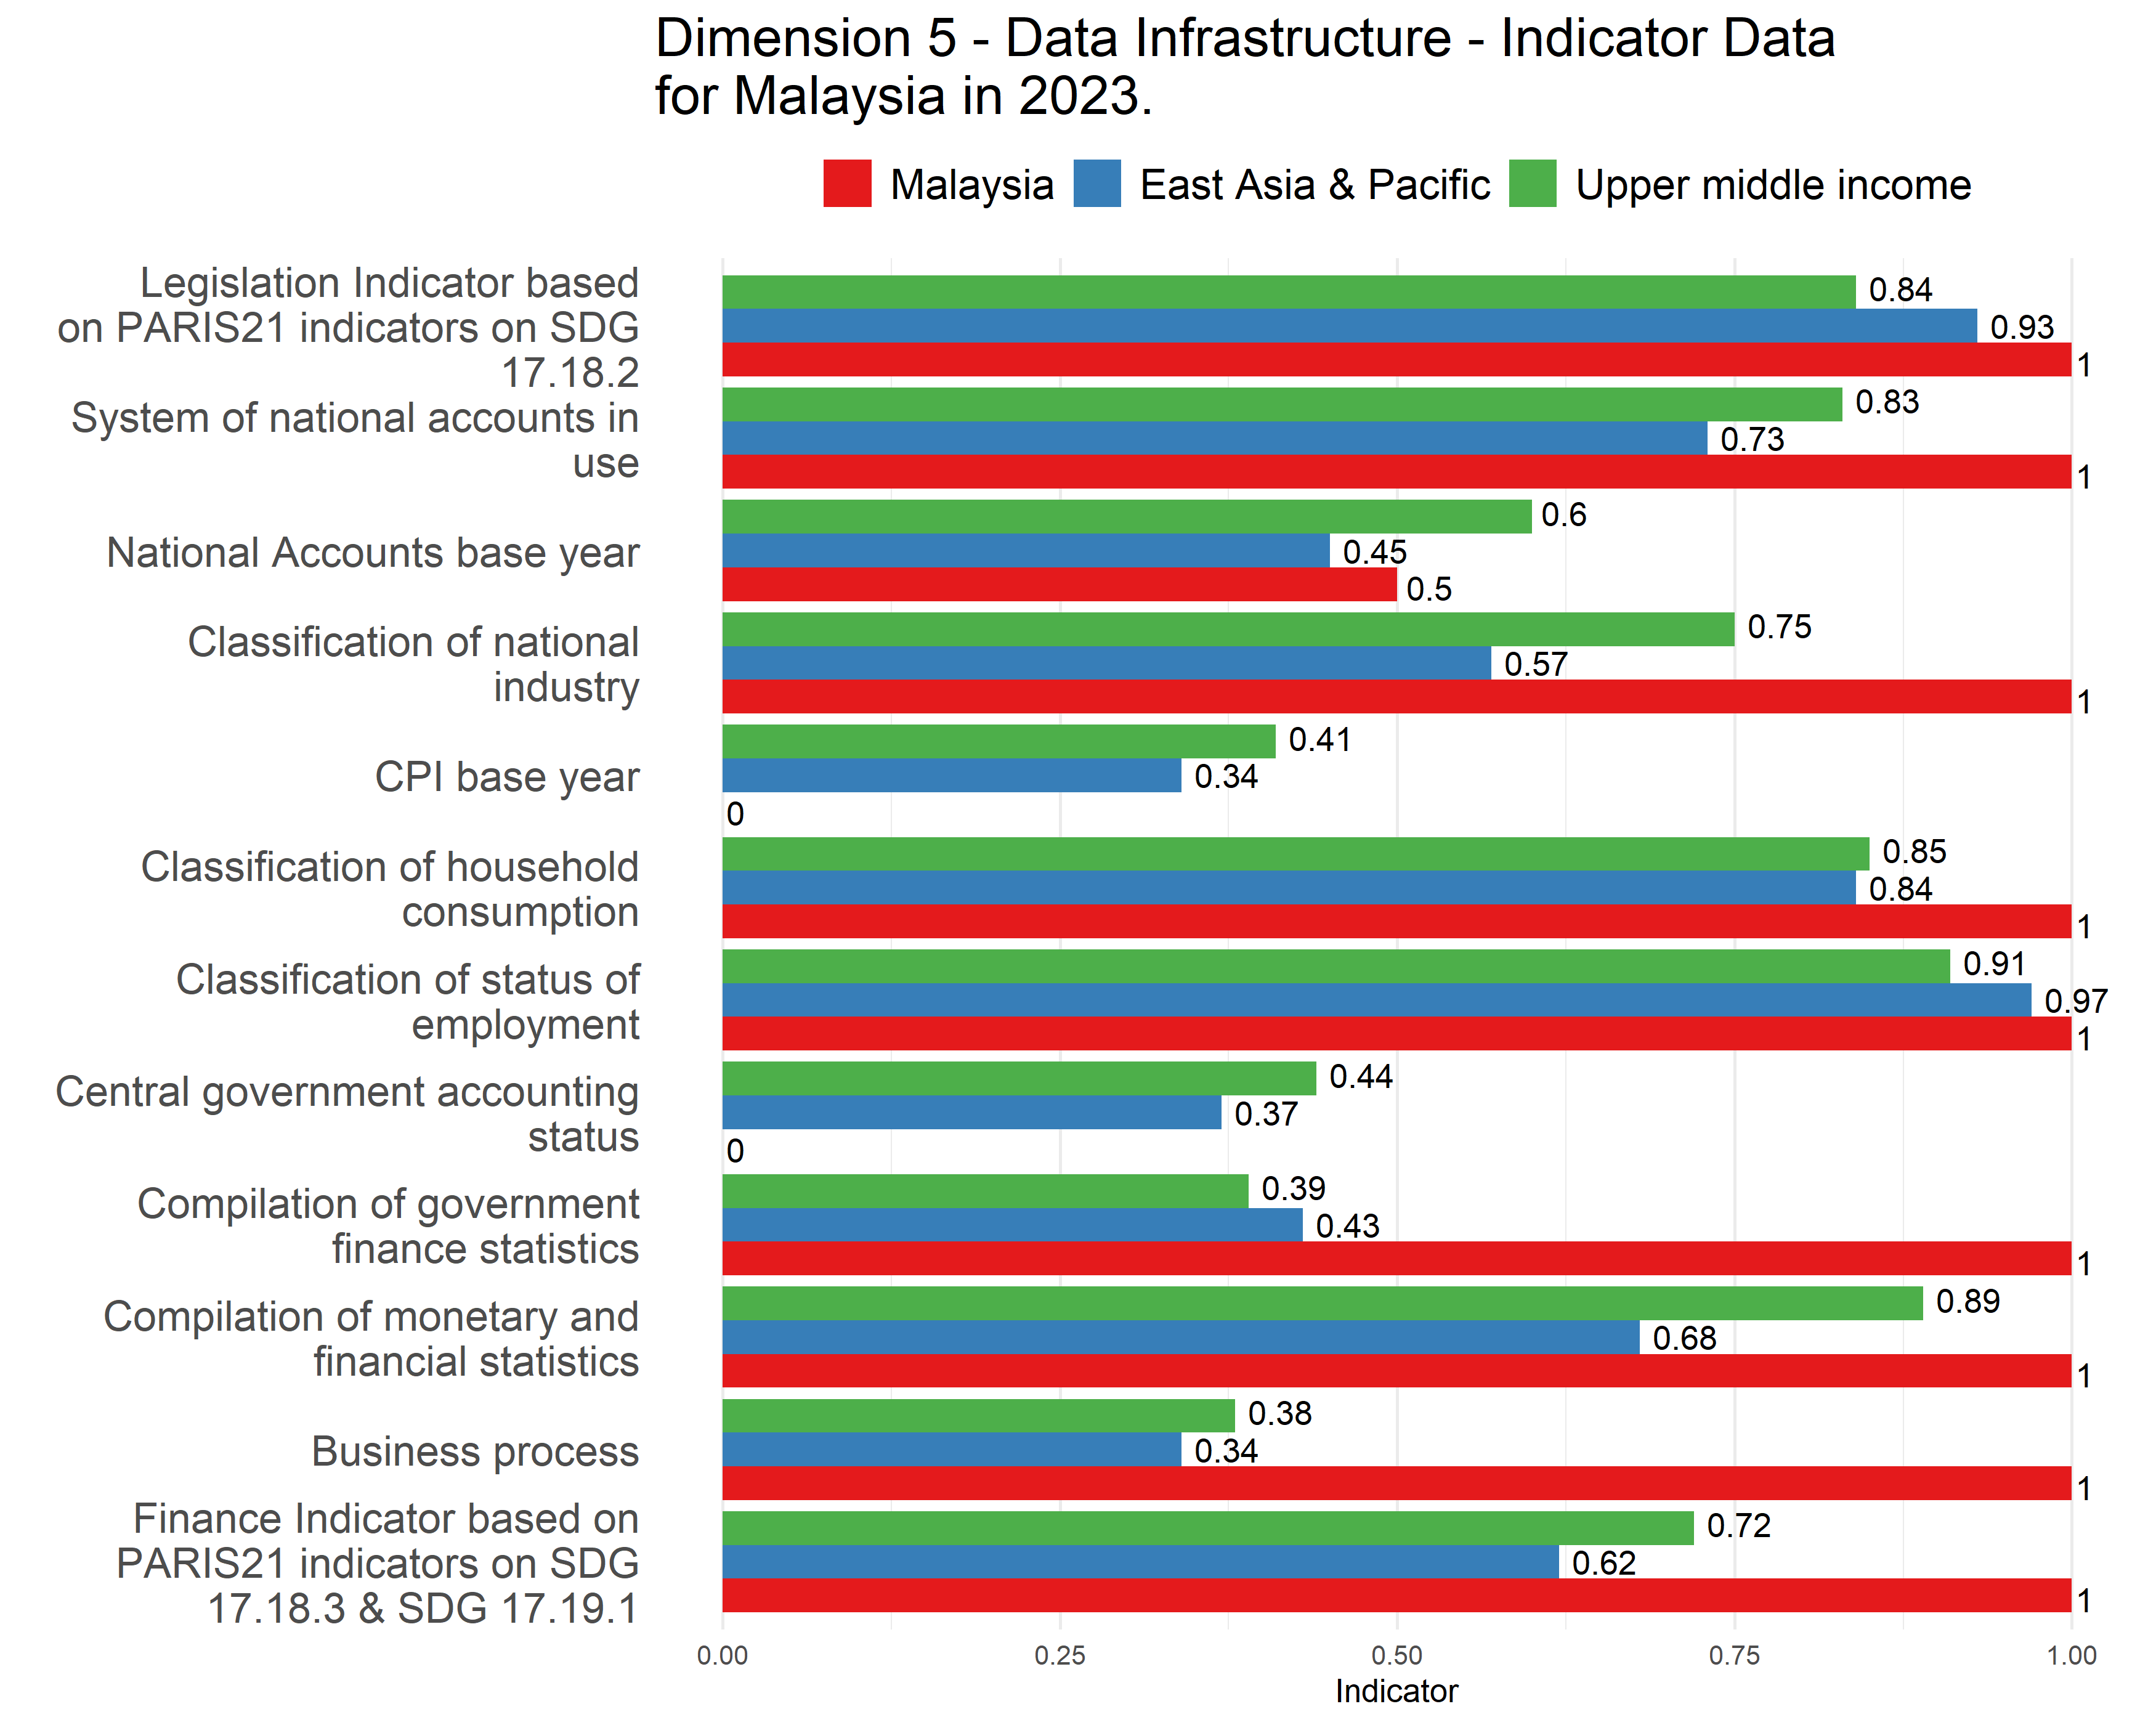 Dimension 5 - Data Infrastructure - Indicator Data
for Malaysia in 2023.
Malaysia East Asia & Pacific Upper middle income
Legislation Indicator based
on PARIS21 indicators on SDG
17.18.2
0.84
0.93
1
System of national accounts in
use
0.83
0.73
1
National Accounts base year
0.6
0.45
0.5
Classification of national
industry
0.75
0.57
1
CPI base year
0.41
0.34
0
Classification of household
consumption
0.85
0.84
1
Classification of status of
employment
0.91
0.97
1
Central government accounting
status
0.44
0.37
0
Compilation of government
finance statistics
0.39
0.43
1
Compilation of monetary and
financial statistics
0.89
0.68
1
Business process
0.38
0.34
1
Finance Indicator based on
PARIS21 indicators on SDG
17.18.3 & SDG 17.19.1
0.72
0.62
1
0.00 0.25 0.50 0.75 1.00
Indicator